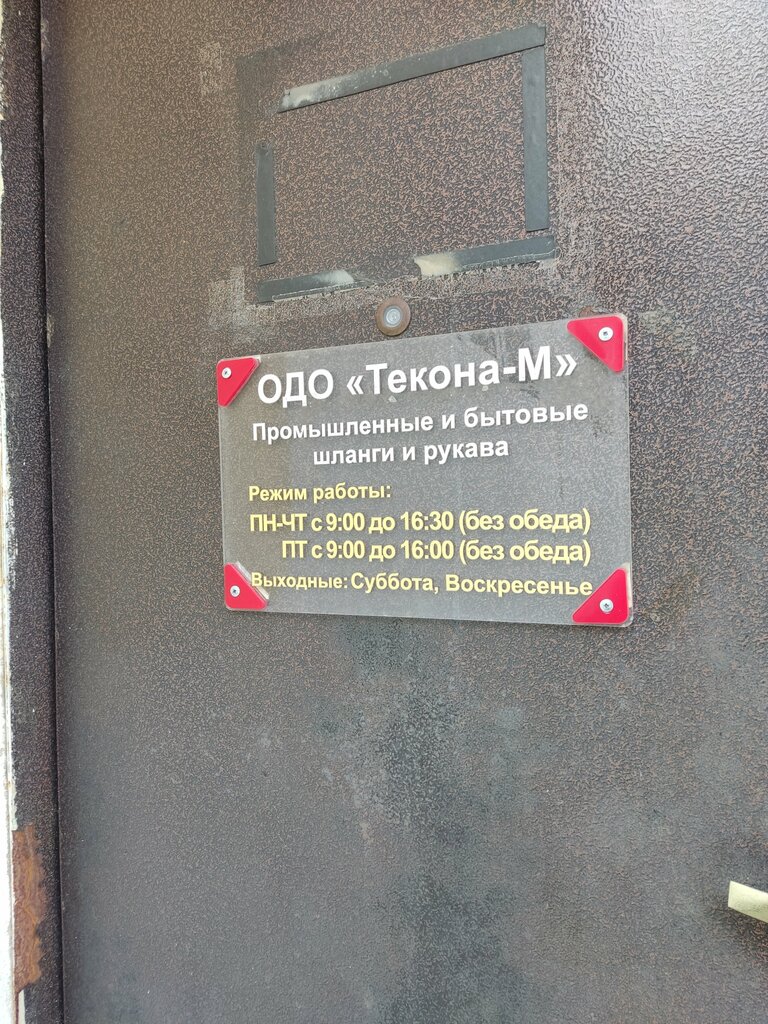 ОДО «Текона-М»
Промышленные и бытовые
шланги и рукава
Режим работы:
ПН-ЧТ с 9:00 до 16:30 (без обеда)
ПТ с 9:00 до 16:00 (без обеда)
Выходные: Суббота, Воскресенье